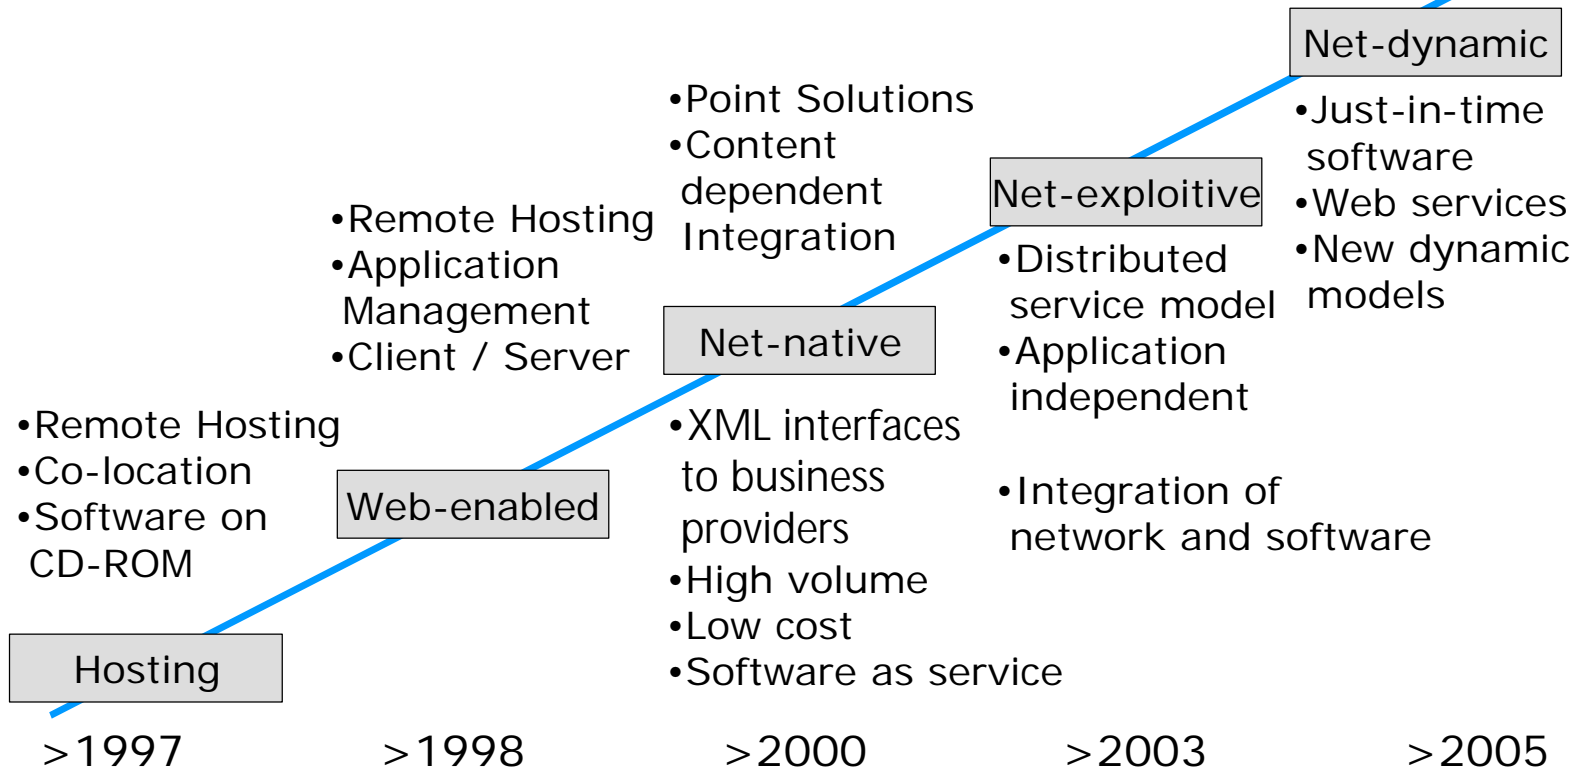 •Remote Hosting
•Co-location
•Software on
CD-ROM
Hosting
>1997
•Remote Hosting
•Application
Management
•Client / Server
Web-enabled
>1998
•Point Solutions
•Content
dependent
Integration
Net-native
•XML interfaces
to business
providers
•High volume
•Low cost
•Software as service
>2000
Net-exploitive
•Distributed
service model
•Application
independent
•Integration of
network and software
>2003
Net-dynamic
•Just-in-time
software
•Web services
•New dynamic
models
>2005